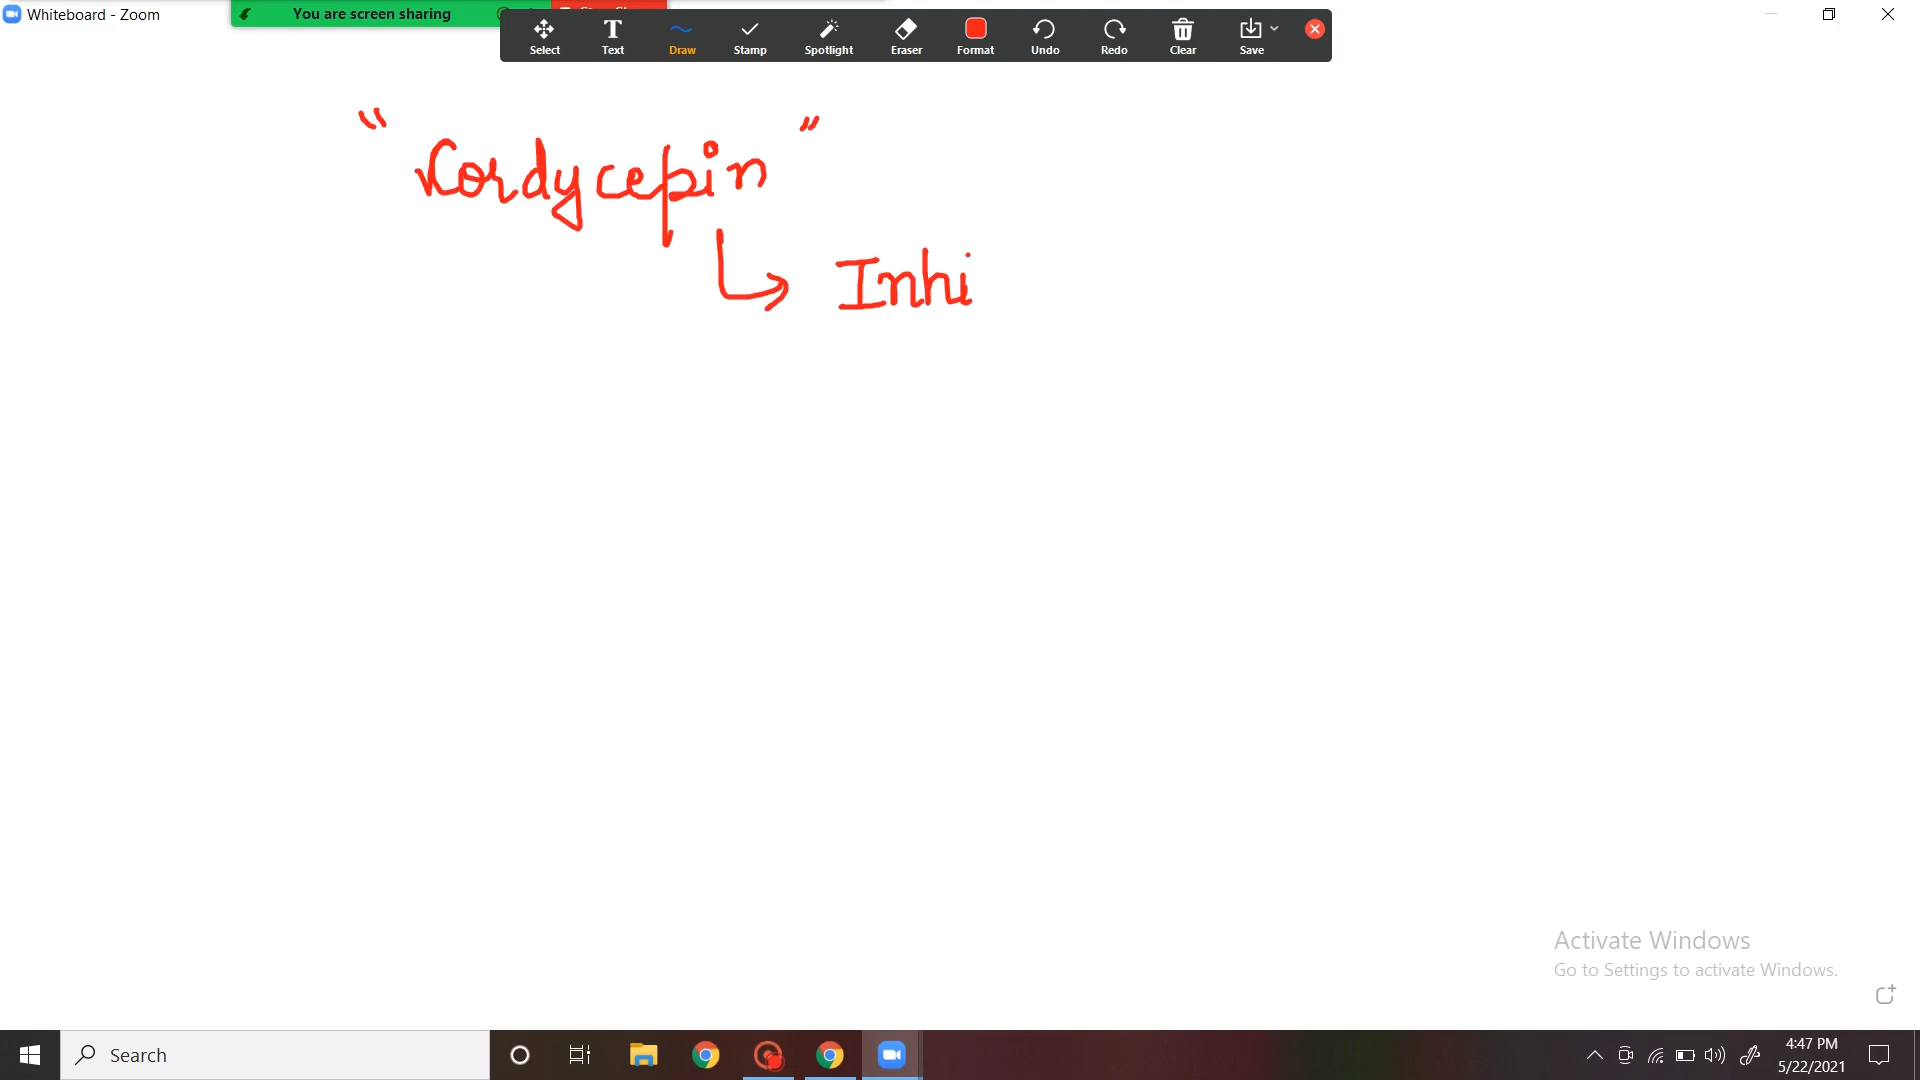 Whiteboard - Zoom
You are screen sharing
Select Text Draw Stamp Spotlight Eraser Format Undo Redo Clear Save
" Cordycepin "
Inhi
Activate Windows
Go to Settings to activate Windows.
Search
4:47 PM
5/22/2021